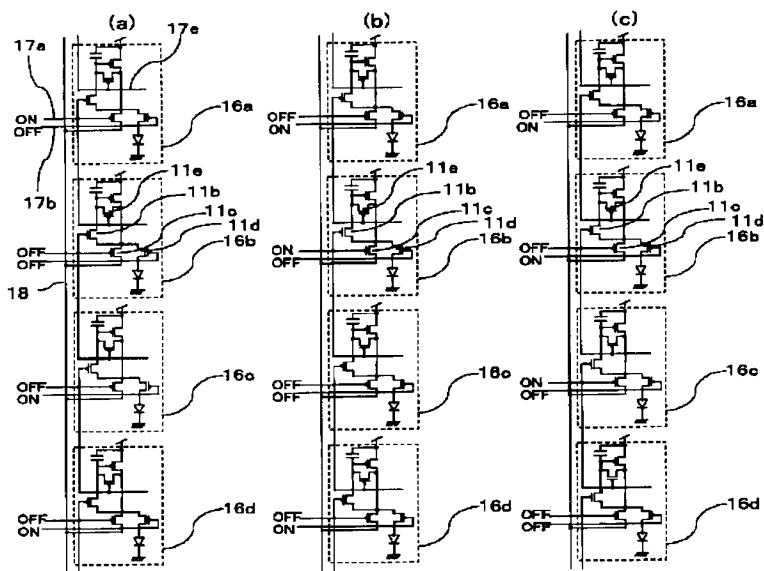 (a)
17a
17e
ON
OFF
16a
17b
11e
11b
11c
11d
OFF
OFF
16b
18
OFF
ON
16c
OFF
ON
16d
(b)
OFF
ON
16a
11e
11b
11c
11d
ON
OFF
16b
OFF
OFF
16c
OFF
ON
16d
(c)
OFF
ON
16a
11e
11b
11c
11d
OFF
ON
16b
ON
OFF
16c
OFF
OFF
16d